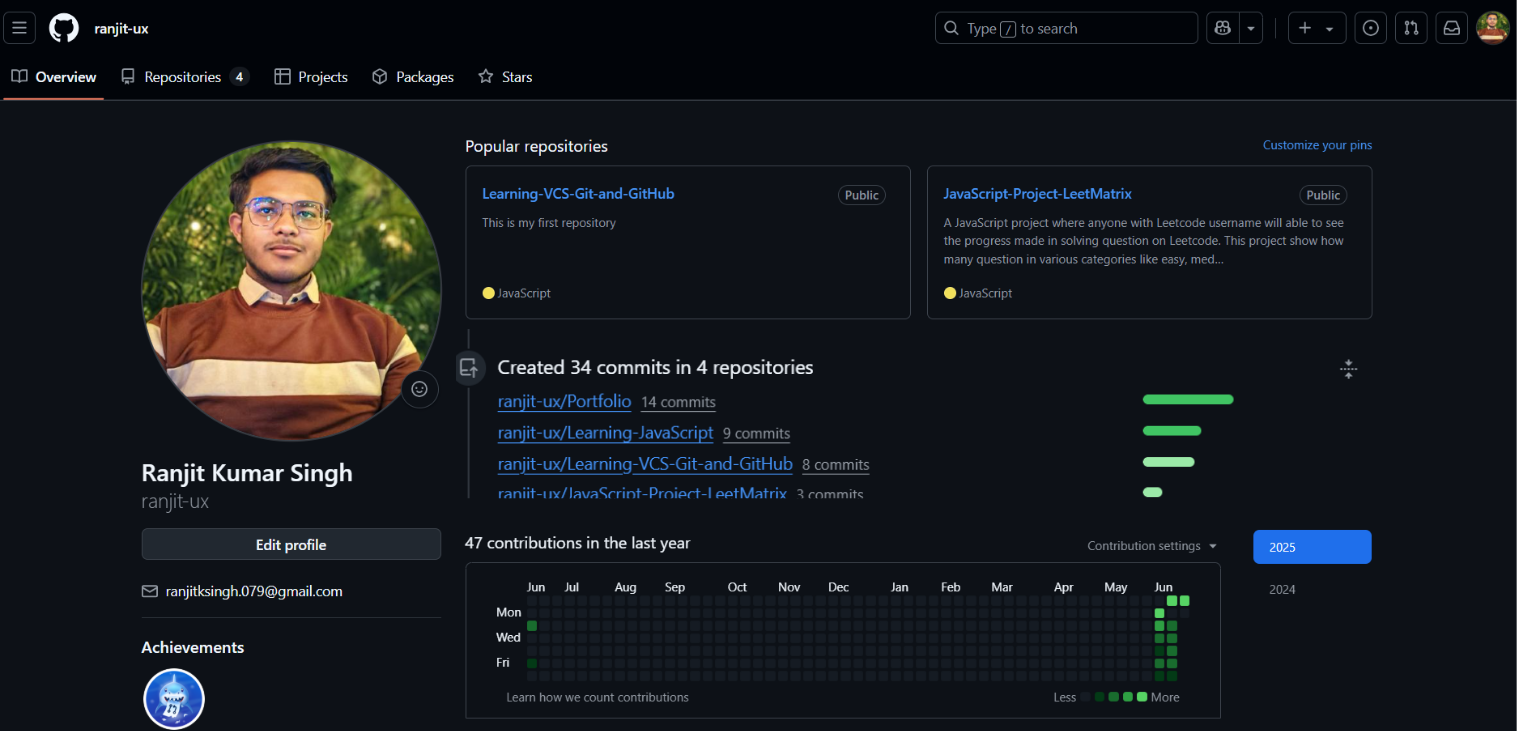 ranjit-ux
Type / to search
Overview
Repositories 4
Projects
Packages
Stars
Popular repositories
Customize your pins
Learning-VCS-Git-and-GitHub
Public
This is my first repository
JavaScript
JavaScript-Project-LeetMatrix
Public
A JavaScript project where anyone with Leetcode username will able to see
the progress made in solving question on Leetcode. This project show how
many question in various categories like easy, med...
JavaScript
Created 34 commits in 4 repositories
ranjit-ux/Portfolio 14 commits
ranjit-ux/Learning-JavaScript 9 commits
ranjit-ux/Learning-VCS-Git-and-GitHub 8 commits
ranjit-ux/JavaScript-Project-LeetMatrix 3 commits
Ranjit Kumar Singh
ranjit-ux
Edit profile
ranjitksingh.079@gmail.com
Achievements
47 contributions in the last year
Contribution settings
2025
2024
Jun Jul Aug Sep Oct Nov Dec Jan Feb Mar Apr May Jun
Mon
Wed
Fri
Learn how we count contributions
Less
More